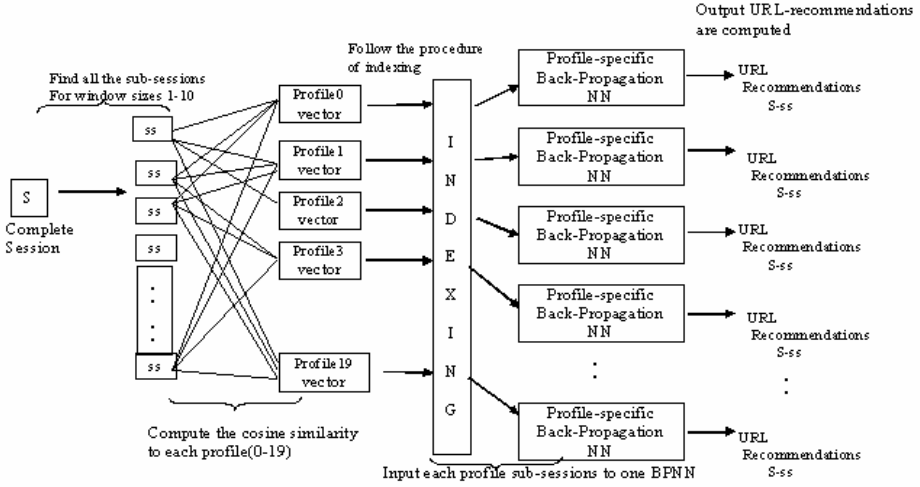 Output URL-recommendations
are computed
Follow the procedure
of indexing
Find all the sub-sessions
For window sizes 1-10
S
Complete
Session
ss
ss
ss
ss
ss
Profile0
vector
Profile1
vector
Profile2
vector
Profile3
vector
Profile19
vector
Compute the cosine similarity
to each profile(0-19)
I
N
D
E
X
I
N
G
Profile-specific
Back-Propagation
NN
Profile-specific
Back-Propagation
NN
Profile-specific
Back-Propagation
NN
Profile-specific
Back-Propagation
NN
Profile-specific
Back-Propagation
NN
Input each profile sub-sessions to one BPNN
URL
Recommendations
S-ss
URL
Recommendations
S-ss
URL
Recommendations
S-ss
URL
Recommendations
S-ss
URL
Recommendations
S-ss